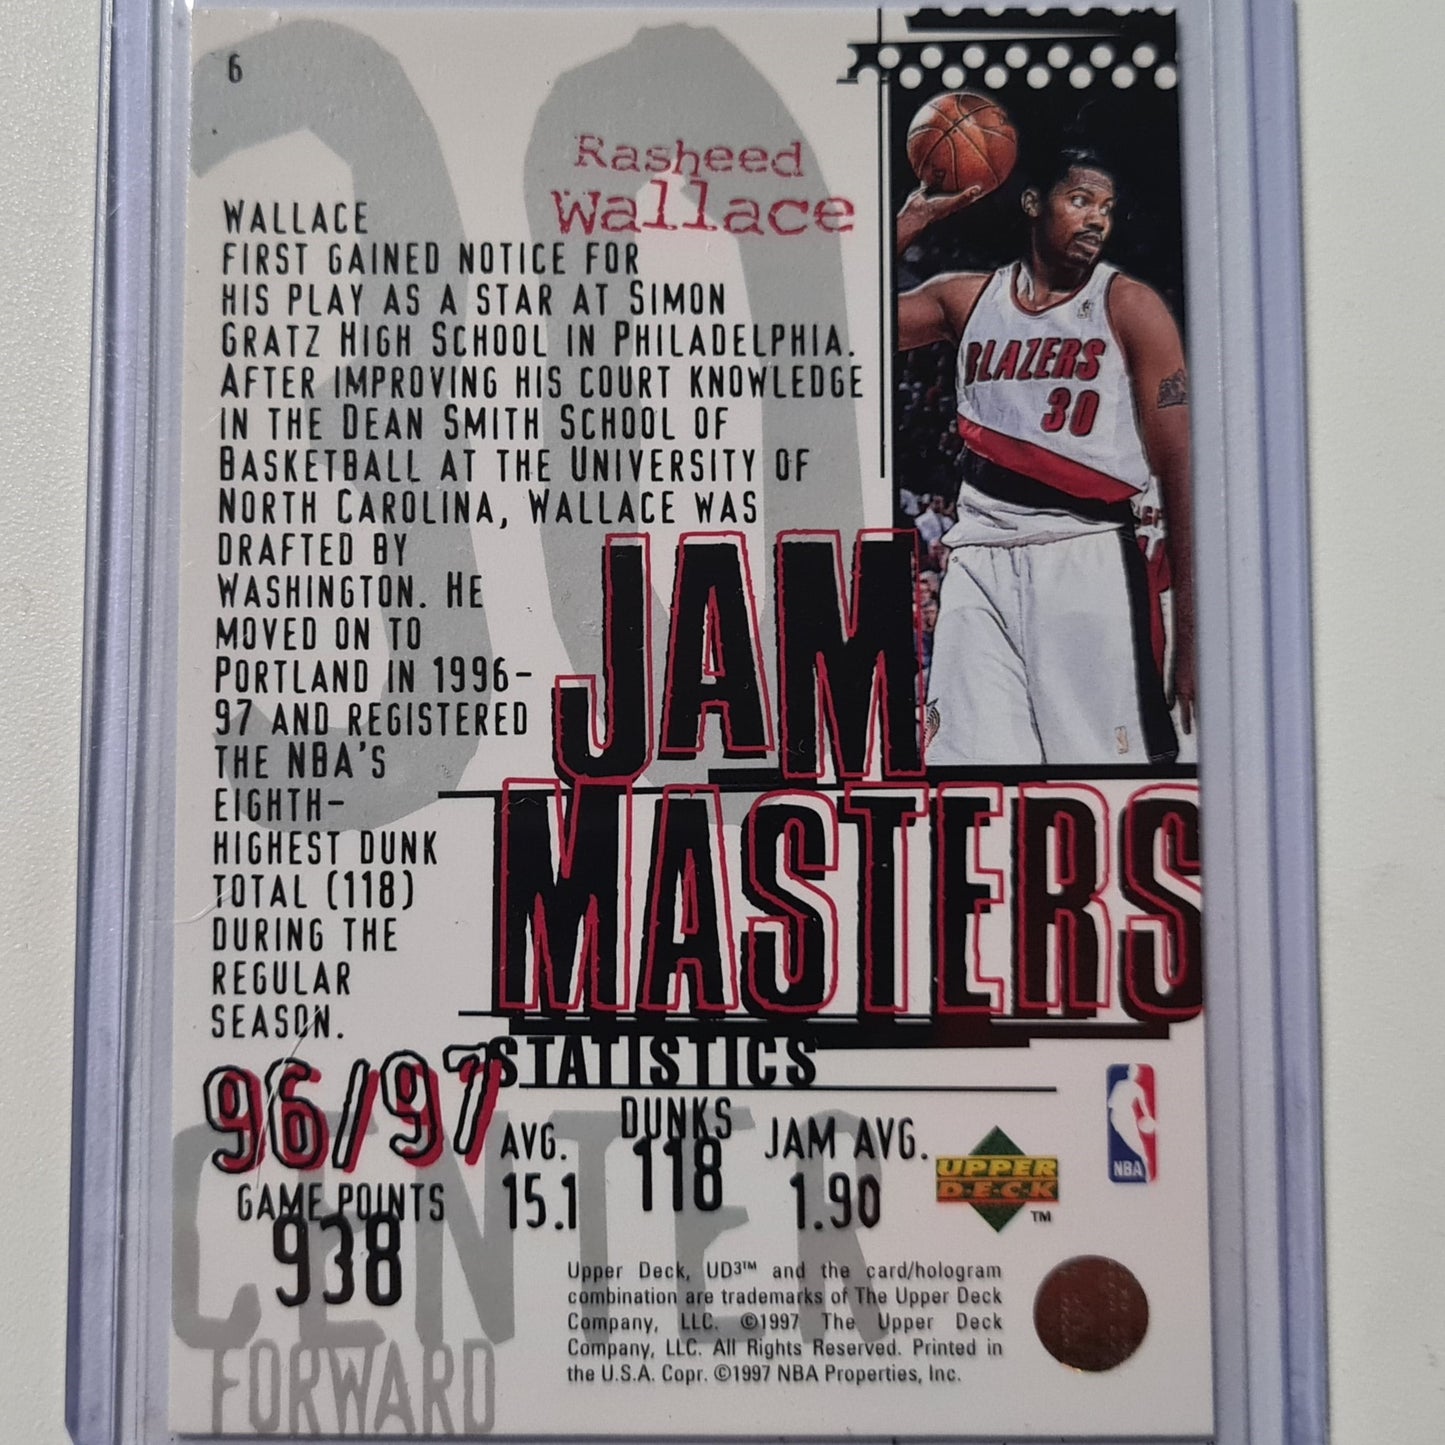 6
Rasheed
Wallace
WALLACE
FIRST GAINED NOTICE FOR
HIS PLAY AS A STAR AT SIMON
GRATZ HIGH SCHOOL IN PHILADELPHIA.
AFTER IMPROVING HIS COURT KNOWLEDGE
IN THE DEAN SMITH SCHOOL OF
BASKETBALL AT THE UNIVERSITY OF
NORTH CAROLINA, WALLACE WAS
DRAFTED BY
WASHINGTON. HE
MOVED ON TO
PORTLAND IN 1996-
97 AND REGISTERED
THE NBA'S
EIGHTH-
HIGHEST DUNK
TOTAL (118)
DURING THE
REGULAR
SEASON.
30
BLAZERS
30
JAM
MASTERS
STATISTICS
96/97
GAME POINTS
938
AVG.
15.1
DUNKS
118
JAM AVG.
1.90
UPPER
D·E·C·K
TM
NBA
CENTER
FORWARD
Upper Deck, UD3™ and the card/hologram
combination are trademarks of The Upper Deck
Company, LLC. ©1997 The Upper Deck
Company, LLC. All Rights Reserved. Printed in
the U.S.A. Copr. ©1997 NBA Properties, Inc.